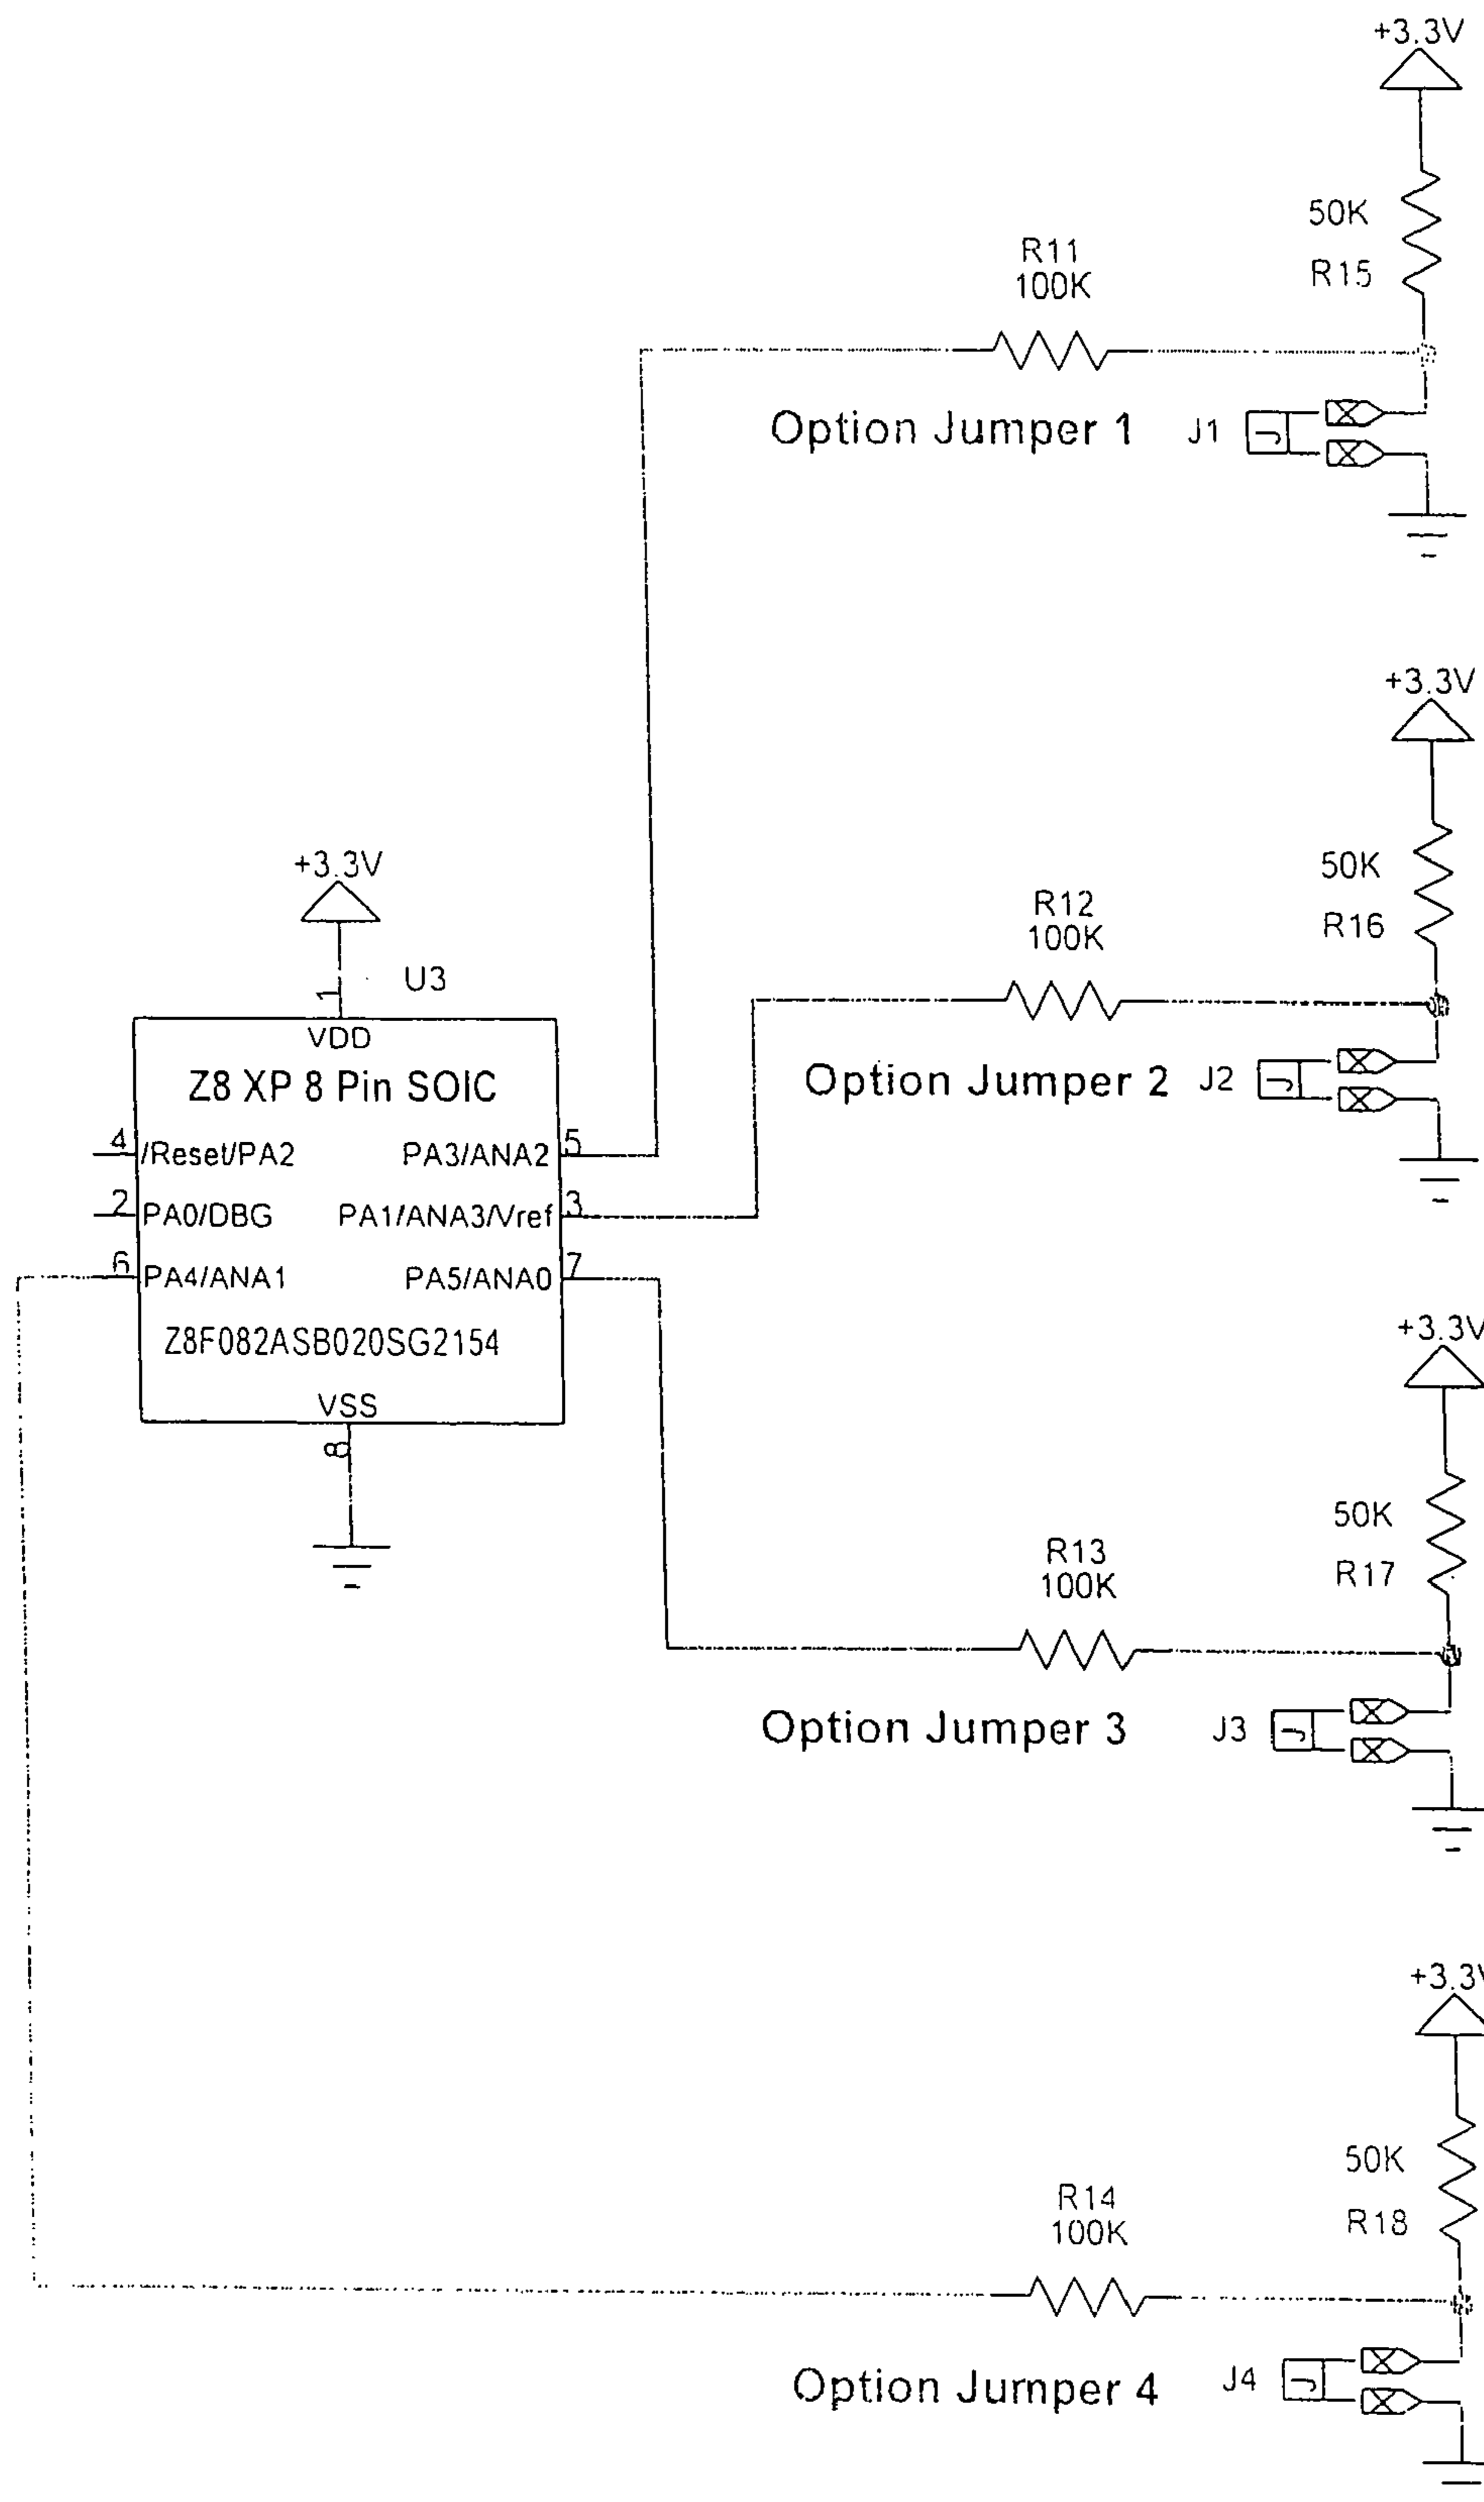 +3.3V
50K
R15
R11
100K
Option Jumper 1 J1 J
+3.3V
50K
R16
R12
100K
Option Jumper 2 J2 J
+3.3V
1
U3
VDD
Z8 XP 8 Pin SOIC
4 /Reset/PA2 PA3/ANA2 5
2 PA0/DBG PA1/ANA3/Vref 3
6 PA4/ANA1 PA5/ANA0 7
Z8F082ASB020SG2154
VSS
8
+3.3V
50K
R17
R13
100K
Option Jumper 3 J3 J
+3.3V
50K
R18
R14
100K
Option Jumper 4 J4 J